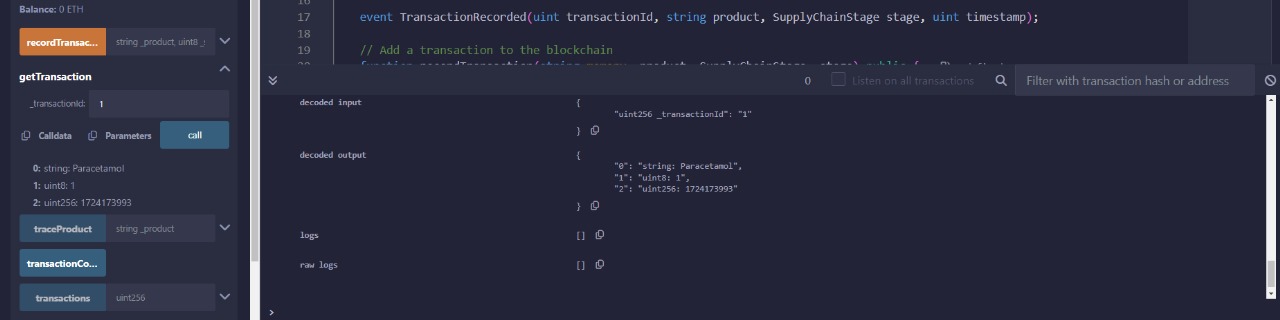 Balance: 0 ETH
recordTransac...
string _product, uint8 _
getTransaction
_transactionId:
1
Calldata
Parameters
call
0: string: Paracetamol
1: uint8: 1
2: uint256: 1724173993
traceProduct
string _product
transactionCo...
transactions
uint256
17 event TransactionRecorded(uint transactionId, string product, SupplyChainStage stage, uint timestamp);
18
19 // Add a transaction to the blockchain
0
Listen on all transactions
Filter with transaction hash or address
decoded input
{
"uint256 _transactionId": "1"
}
decoded output
{
"0": "string: Paracetamol",
"1": "uint8: 1",
"2": "uint256: 1724173993"
}
logs
[]
raw logs
[]
>